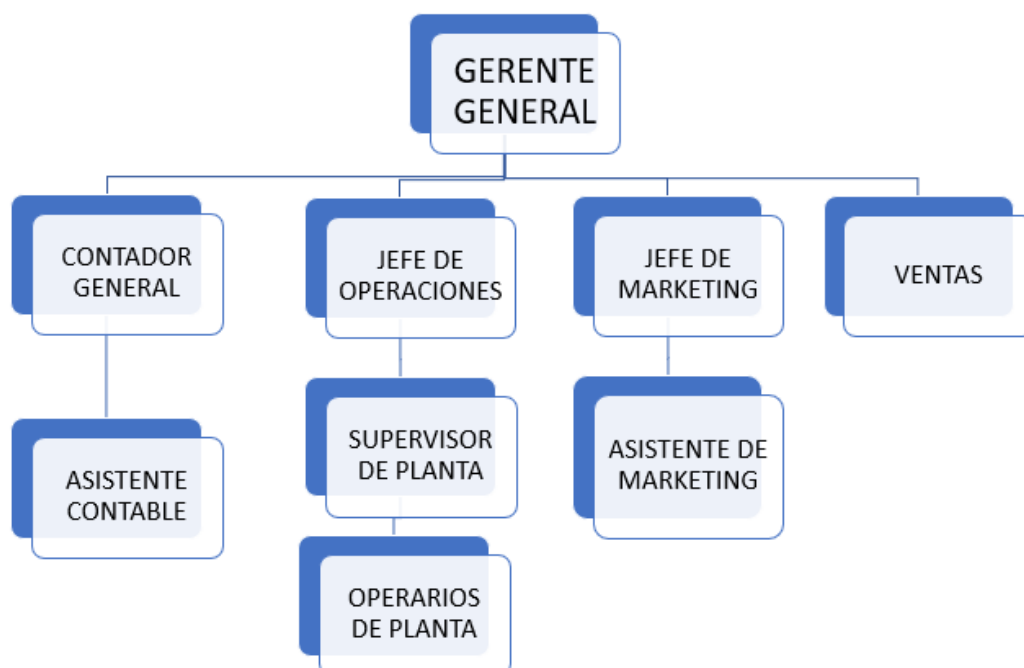 GERENTE
GENERAL
CONTADOR
GENERAL
JEFE DE
OPERACIONES
JEFE DE
MARKETING
VENTAS
ASISTENTE
CONTABLE
SUPERVISOR
DE PLANTA
ASISTENTE DE
MARKETING
OPERARIOS
DE PLANTA